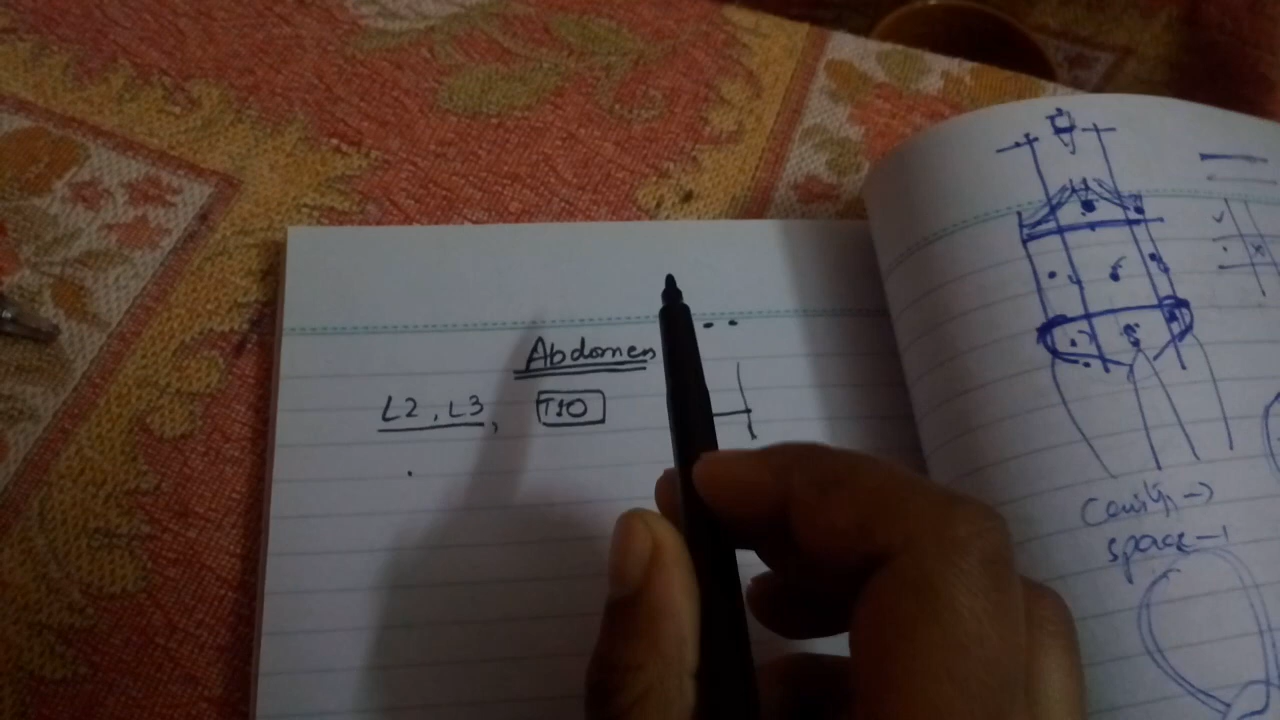 Abdomen
L2, L3, T10
cavity →
space -